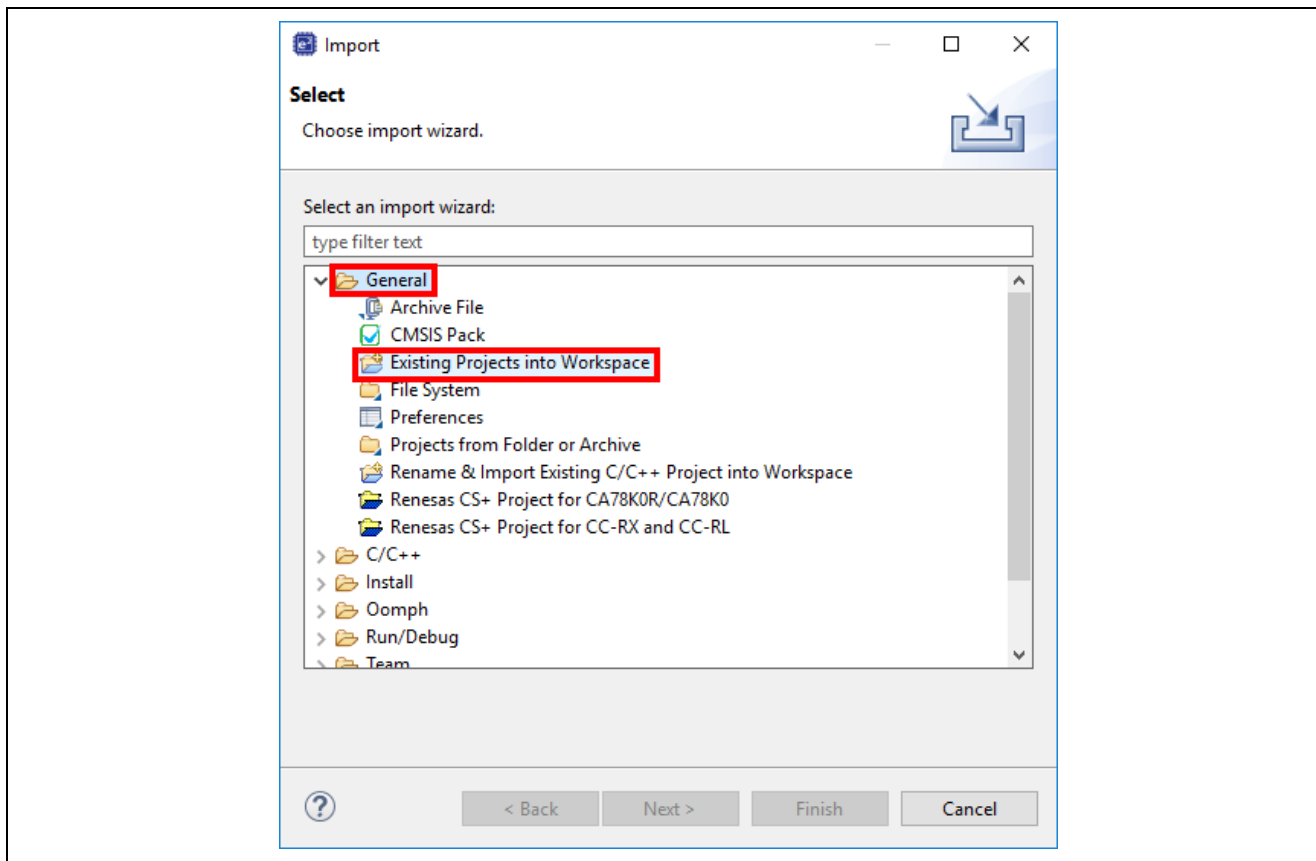 Import
Select
Choose import wizard.
Select an import wizard:
type filter text
General
Archive File
CMSIS Pack
Existing Projects into Workspace
File System
Preferences
Projects from Folder or Archive
Rename & Import Existing C/C++ Project into Workspace
Renesas CS+ Project for CA78K0R/CA78K0
Renesas CS+ Project for CC-RX and CC-RL
C/C++
Install
Oomph
Run/Debug
Team
< Back Next > Finish Cancel